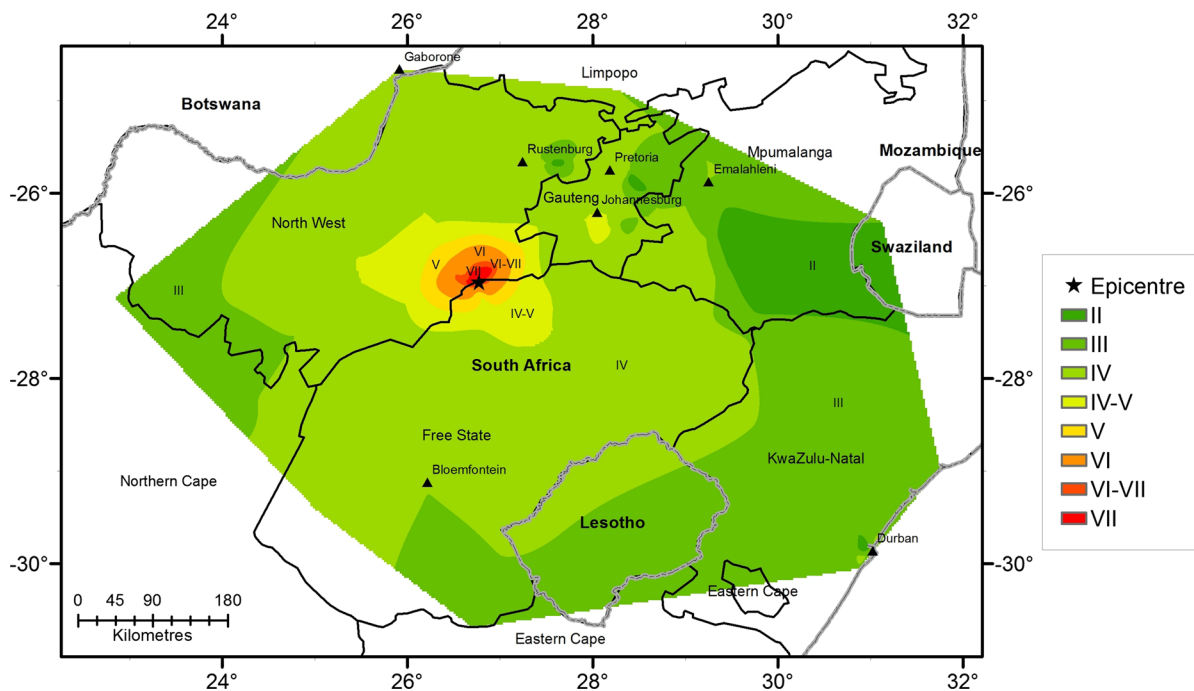 24° 26° 28° 30° 32°
Gaborone
Limpopo
Botswana
Rustenburg
Pretoria
Mpumalanga
Mozambique
Emalahleni
-26° -26°
Gauteng
Johannesburg
North West
Swaziland
VI
V
VI-VII
VII
II
III
IV-V
South Africa
IV
-28° -28°
III
Free State
KwaZulu-Natal
Bloemfontein
Northern Cape
Lesotho
Durban
-30° -30°
Eastern Cape
0 45 90 180
Kilometres
Eastern Cape
24° 26° 28° 30° 32°
Epicentre
II
III
IV
IV-V
V
VI
VI-VII
VII